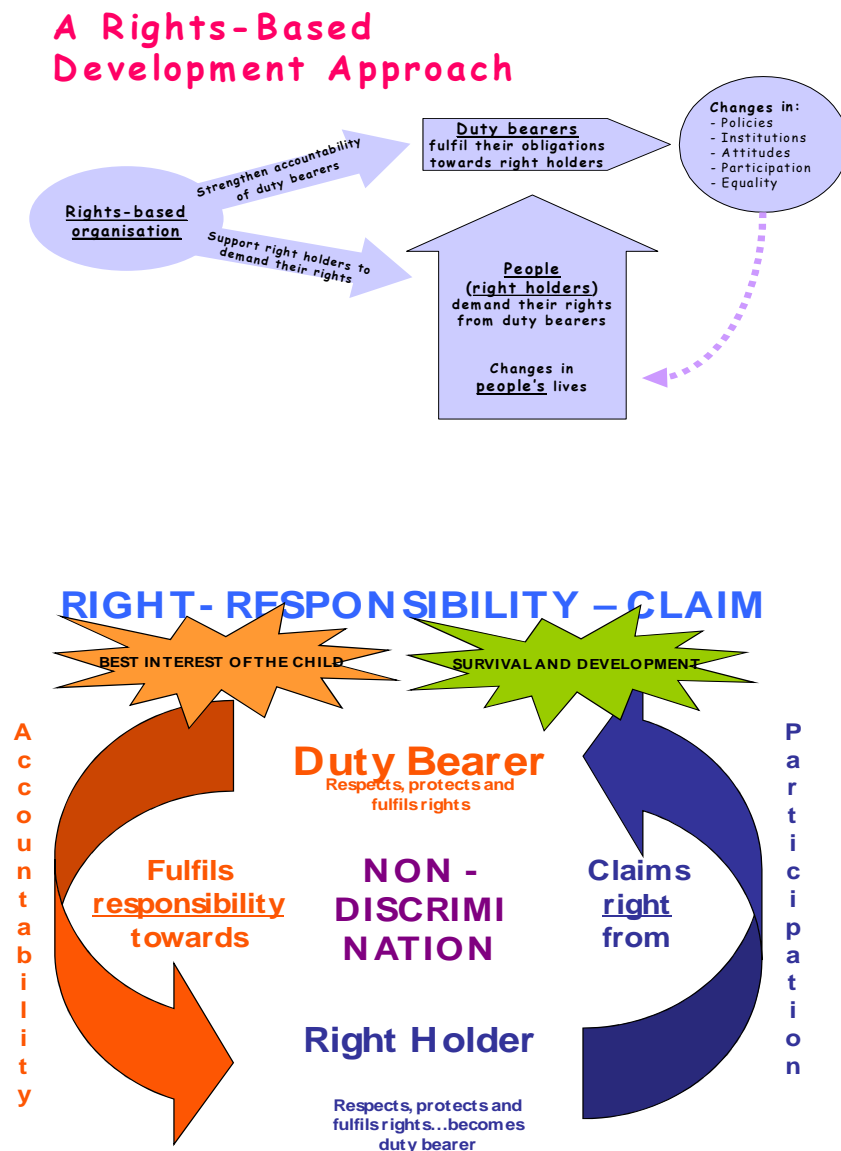 A Rights-Based
Development Approach
Rights-based
organisation
Strengthen accountability
of duty bearers
Support right holders to
demand their rights
Duty bearers
fulfil their obligations
towards right holders
Changes in:
- Policies
- Institutions
- Attitudes
- Participation
- Equality
People
(right holders)
demand their rights
from duty bearers
Changes in
people's lives
RIGHT- RESPONSIBILITY – CLAIM
BEST INTEREST OF THE CHILD
SURVIVAL AND DEVELOPMENT
Accountability
Duty Bearer
Respects, protects and
fulfils rights
Fulfils
responsibility
towards
NON -
DISCRIMI
NATION
Claims
right
from
Participation
Right Holder
Respects, protects and
fulfils rights...becomes
duty bearer